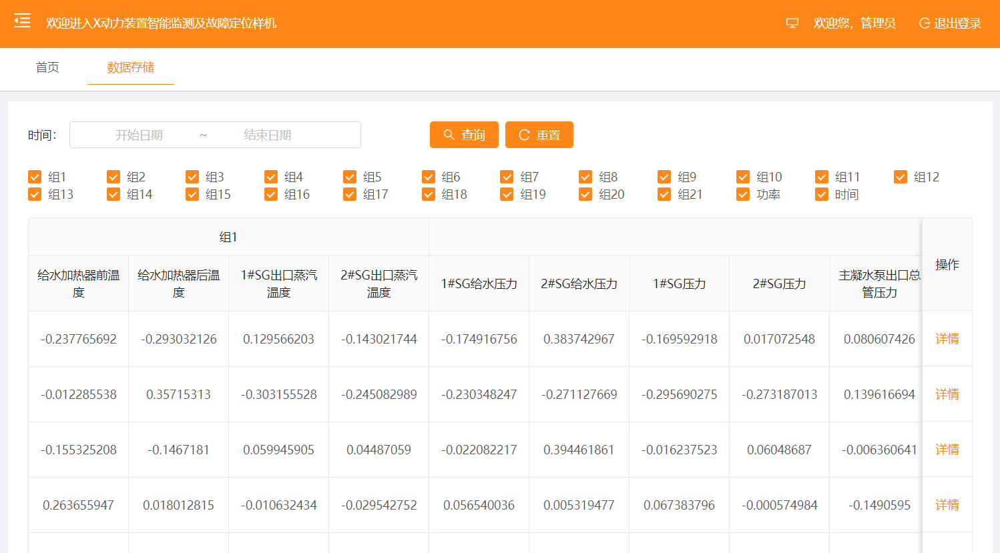 欢迎进入X动力装置智能监测及故障定位样机
欢迎您，管理员
退出登录
首页
数据存储
时间：
开始日期 ~ 结束日期
查询
重置
组1 组2 组3 组4 组5 组6 组7 组8 组9 组10 组11 组12
组13 组14 组15 组16 组17 组18 组19 组20 组21 功率 时间
组1
操作
给水加热器前温度
给水加热器后温度
1#SG出口蒸汽温度
2#SG出口蒸汽温度
1#SG给水压力
2#SG给水压力
1#SG压力
2#SG压力
主凝水泵出口总管压力
-0.237765692 -0.293032126 0.129566203 -0.143021744 -0.174916756 0.383742967 -0.169592918 0.017072548 0.080607426 详情
-0.012285538 0.35715313 -0.303155528 -0.245082989 -0.230348247 -0.271127669 -0.295690275 -0.273187013 0.139616694 详情
-0.155325208 -0.1467181 0.059945905 0.04487059 -0.022082217 0.394461861 -0.016237523 0.06048687 -0.006360641 详情
0.263655947 0.018012815 -0.010632434 -0.029542752 0.056540036 0.005319477 0.067383796 -0.000574984 -0.1490595 详情